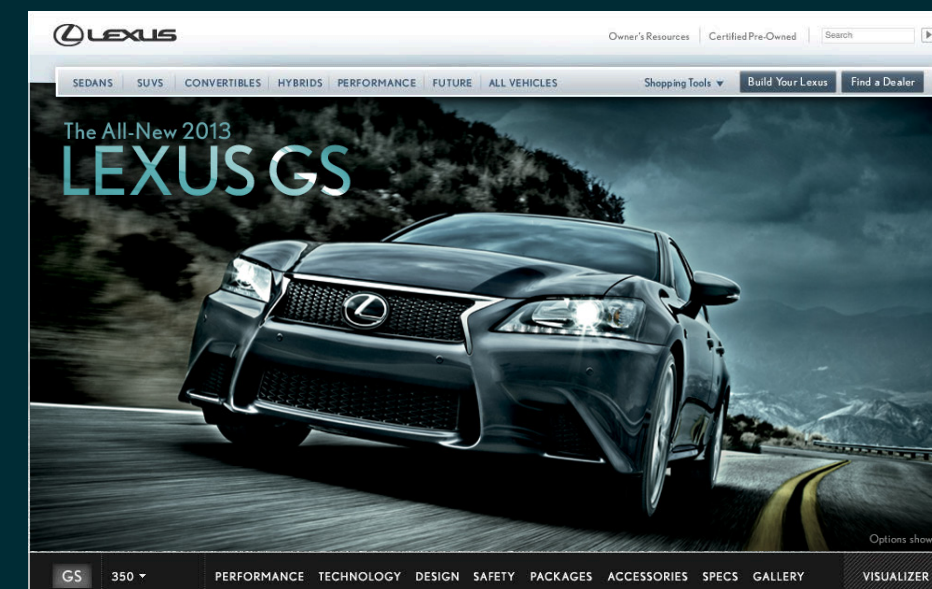 LEXUS
Owner's Resources Certified Pre-Owned Search
SEDANS SUVS CONVERTIBLES HYBRIDS PERFORMANCE FUTURE ALL VEHICLES Shopping Tools Build Your Lexus Find a Dealer
The All-New 2013
LEXUS GS
Options show
GS 350 PERFORMANCE TECHNOLOGY DESIGN SAFETY PACKAGES ACCESSORIES SPECS GALLERY VISUALIZER